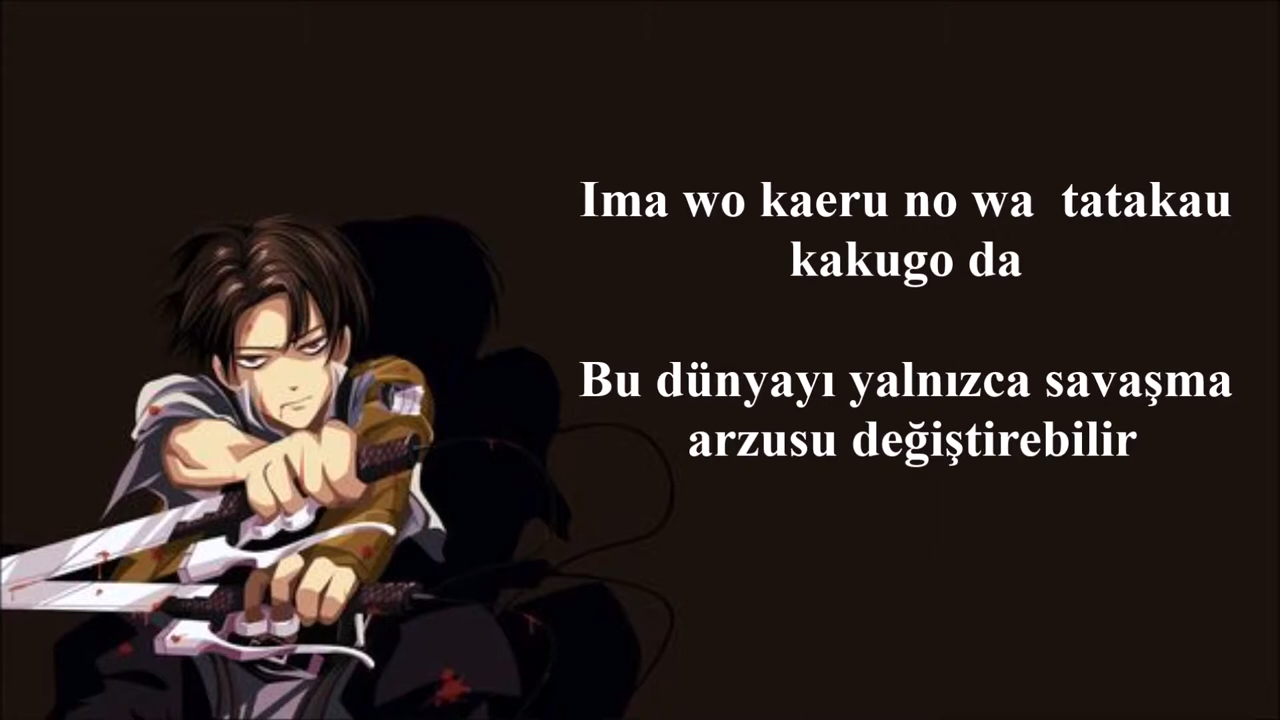 Ima wo kaeru no wa  tatakau
kakugo da
Bu dünyayı yalnızca savaşma
arzusu değiştirebilir